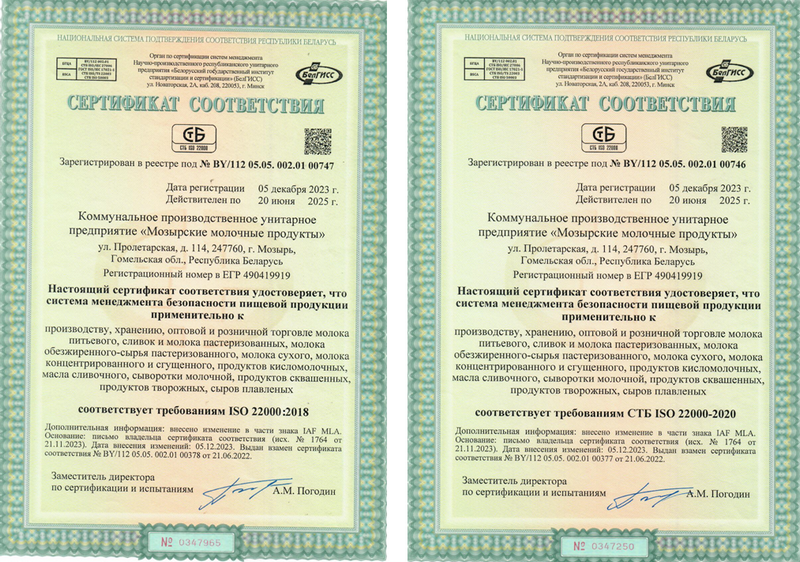 НАЦИОНАЛЬНАЯ СИСТЕМА ПОДТВЕРЖДЕНИЯ СООТВЕТСТВИЯ РЕСПУБЛИКИ БЕЛАРУСЬ
Орган по сертификации систем менеджмента
Научно-производственного республиканского унитарного
предприятия «Белорусский государственный институт
стандартизации и сертификации» (БелГИСС)
ул. Новаторская, 2А, каб. 208, 220053, г. Минск
БелГИСС
СЕРТИФИКАТ СООТВЕТСТВИЯ
СТБ
СТБ ISO 22000
Зарегистрирован в реестре под № BY/112 05.05. 002.01 00747
Дата регистрации 05 декабря 2023 г.
Действителен по 20 июня 2025 г.
Коммунальное производственное унитарное
предприятие «Мозырские молочные продукты»
ул. Пролетарская, д. 114, 247760, г. Мозырь,
Гомельская обл., Республика Беларусь
Регистрационный номер в ЕГР 490419919
Настоящий сертификат соответствия удостоверяет, что
система менеджмента безопасности пищевой продукции
применительно к
производству, хранению, оптовой и розничной торговле молока
питьевого, сливок и молока пастеризованных, молока
обезжиренного-сырья пастеризованного, молока сухого, молока
концентрированного и сгущенного, продуктов кисломолочных,
масла сливочного, сыворотки молочной, продуктов сквашенных,
продуктов творожных, сыров плавленых
соответствует требованиям ISO 22000:2018
Дополнительная информация: внесено изменение в части знака IAF MLA.
Основание: письмо владельца сертификата соответствия (исх. № 1764 от
21.11.2023). Дата внесения изменений: 05.12.2023. Выдан взамен сертификата
соответствия № BY/112 05.05. 002.01 00378 от 21.06.2022.
Заместитель директора
по сертификации и испытаниям
А.М. Погодин
№ 0347965
НАЦИОНАЛЬНАЯ СИСТЕМА ПОДТВЕРЖДЕНИЯ СООТВЕТСТВИЯ РЕСПУБЛИКИ БЕЛАРУСЬ
Орган по сертификации систем менеджмента
Научно-производственного республиканского унитарного
предприятия «Белорусский государственный институт
стандартизации и сертификации» (БелГИСС)
ул. Новаторская, 2А, каб. 208, 220053, г. Минск
БелГИСС
СЕРТИФИКАТ СООТВЕТСТВИЯ
СТБ
СТБ ISO 22000
Зарегистрирован в реестре под № BY/112 05.05. 002.01 00746
Дата регистрации 05 декабря 2023 г.
Действителен по 20 июня 2025 г.
Коммунальное производственное унитарное
предприятие «Мозырские молочные продукты»
ул. Пролетарская, д. 114, 247760, г. Мозырь,
Гомельская обл., Республика Беларусь
Регистрационный номер в ЕГР 490419919
Настоящий сертификат соответствия удостоверяет, что
система менеджмента безопасности пищевой продукции
применительно к
производству, хранению, оптовой и розничной торговле молока
питьевого, сливок и молока пастеризованных, молока
обезжиренного-сырья пастеризованного, молока сухого, молока
концентрированного и сгущенного, продуктов кисломолочных,
масла сливочного, сыворотки молочной, продуктов сквашенных,
продуктов творожных, сыров плавленых
соответствует требованиям СТБ ISO 22000-2020
Дополнительная информация: внесено изменение в части знака IAF MLA.
Основание: письмо владельца сертификата соответствия (исх. № 1764 от
21.11.2023). Дата внесения изменений: 05.12.2023. Выдан взамен сертификата
соответствия № BY/112 05.05. 002.01 00377 от 21.06.2022.
Заместитель директора
по сертификации и испытаниям
А.М. Погодин
№ 0347250